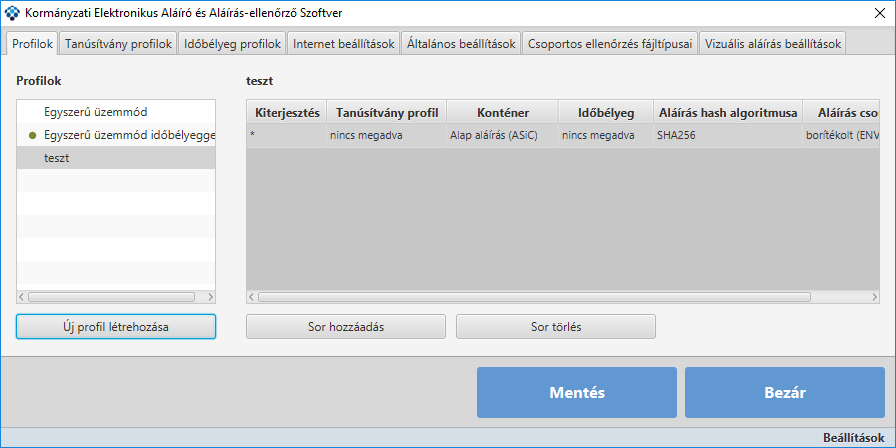 Kormányzati Elektronikus Aláíró és Aláírás-ellenőrző Szoftver
Profilok Tanúsítvány profilok Időbélyeg profilok Internet beállítások Általános beállítások Csoportos ellenőrzés fájltípusai Vizuális aláírás beállítások
Profilok
teszt
Egyszerű üzemmód
Egyszerű üzemmód időbélyegge
teszt
Kiterjesztés Tanúsítvány profil Konténer Időbélyeg Aláírás hash algoritmusa Aláírás cso
* nincs megadva Alap aláírás (ASiC) nincs megadva SHA256 borítékolt (ENV
Új profil létrehozása
Sor hozzáadás
Sor törlés
Mentés
Bezár
Beállítások